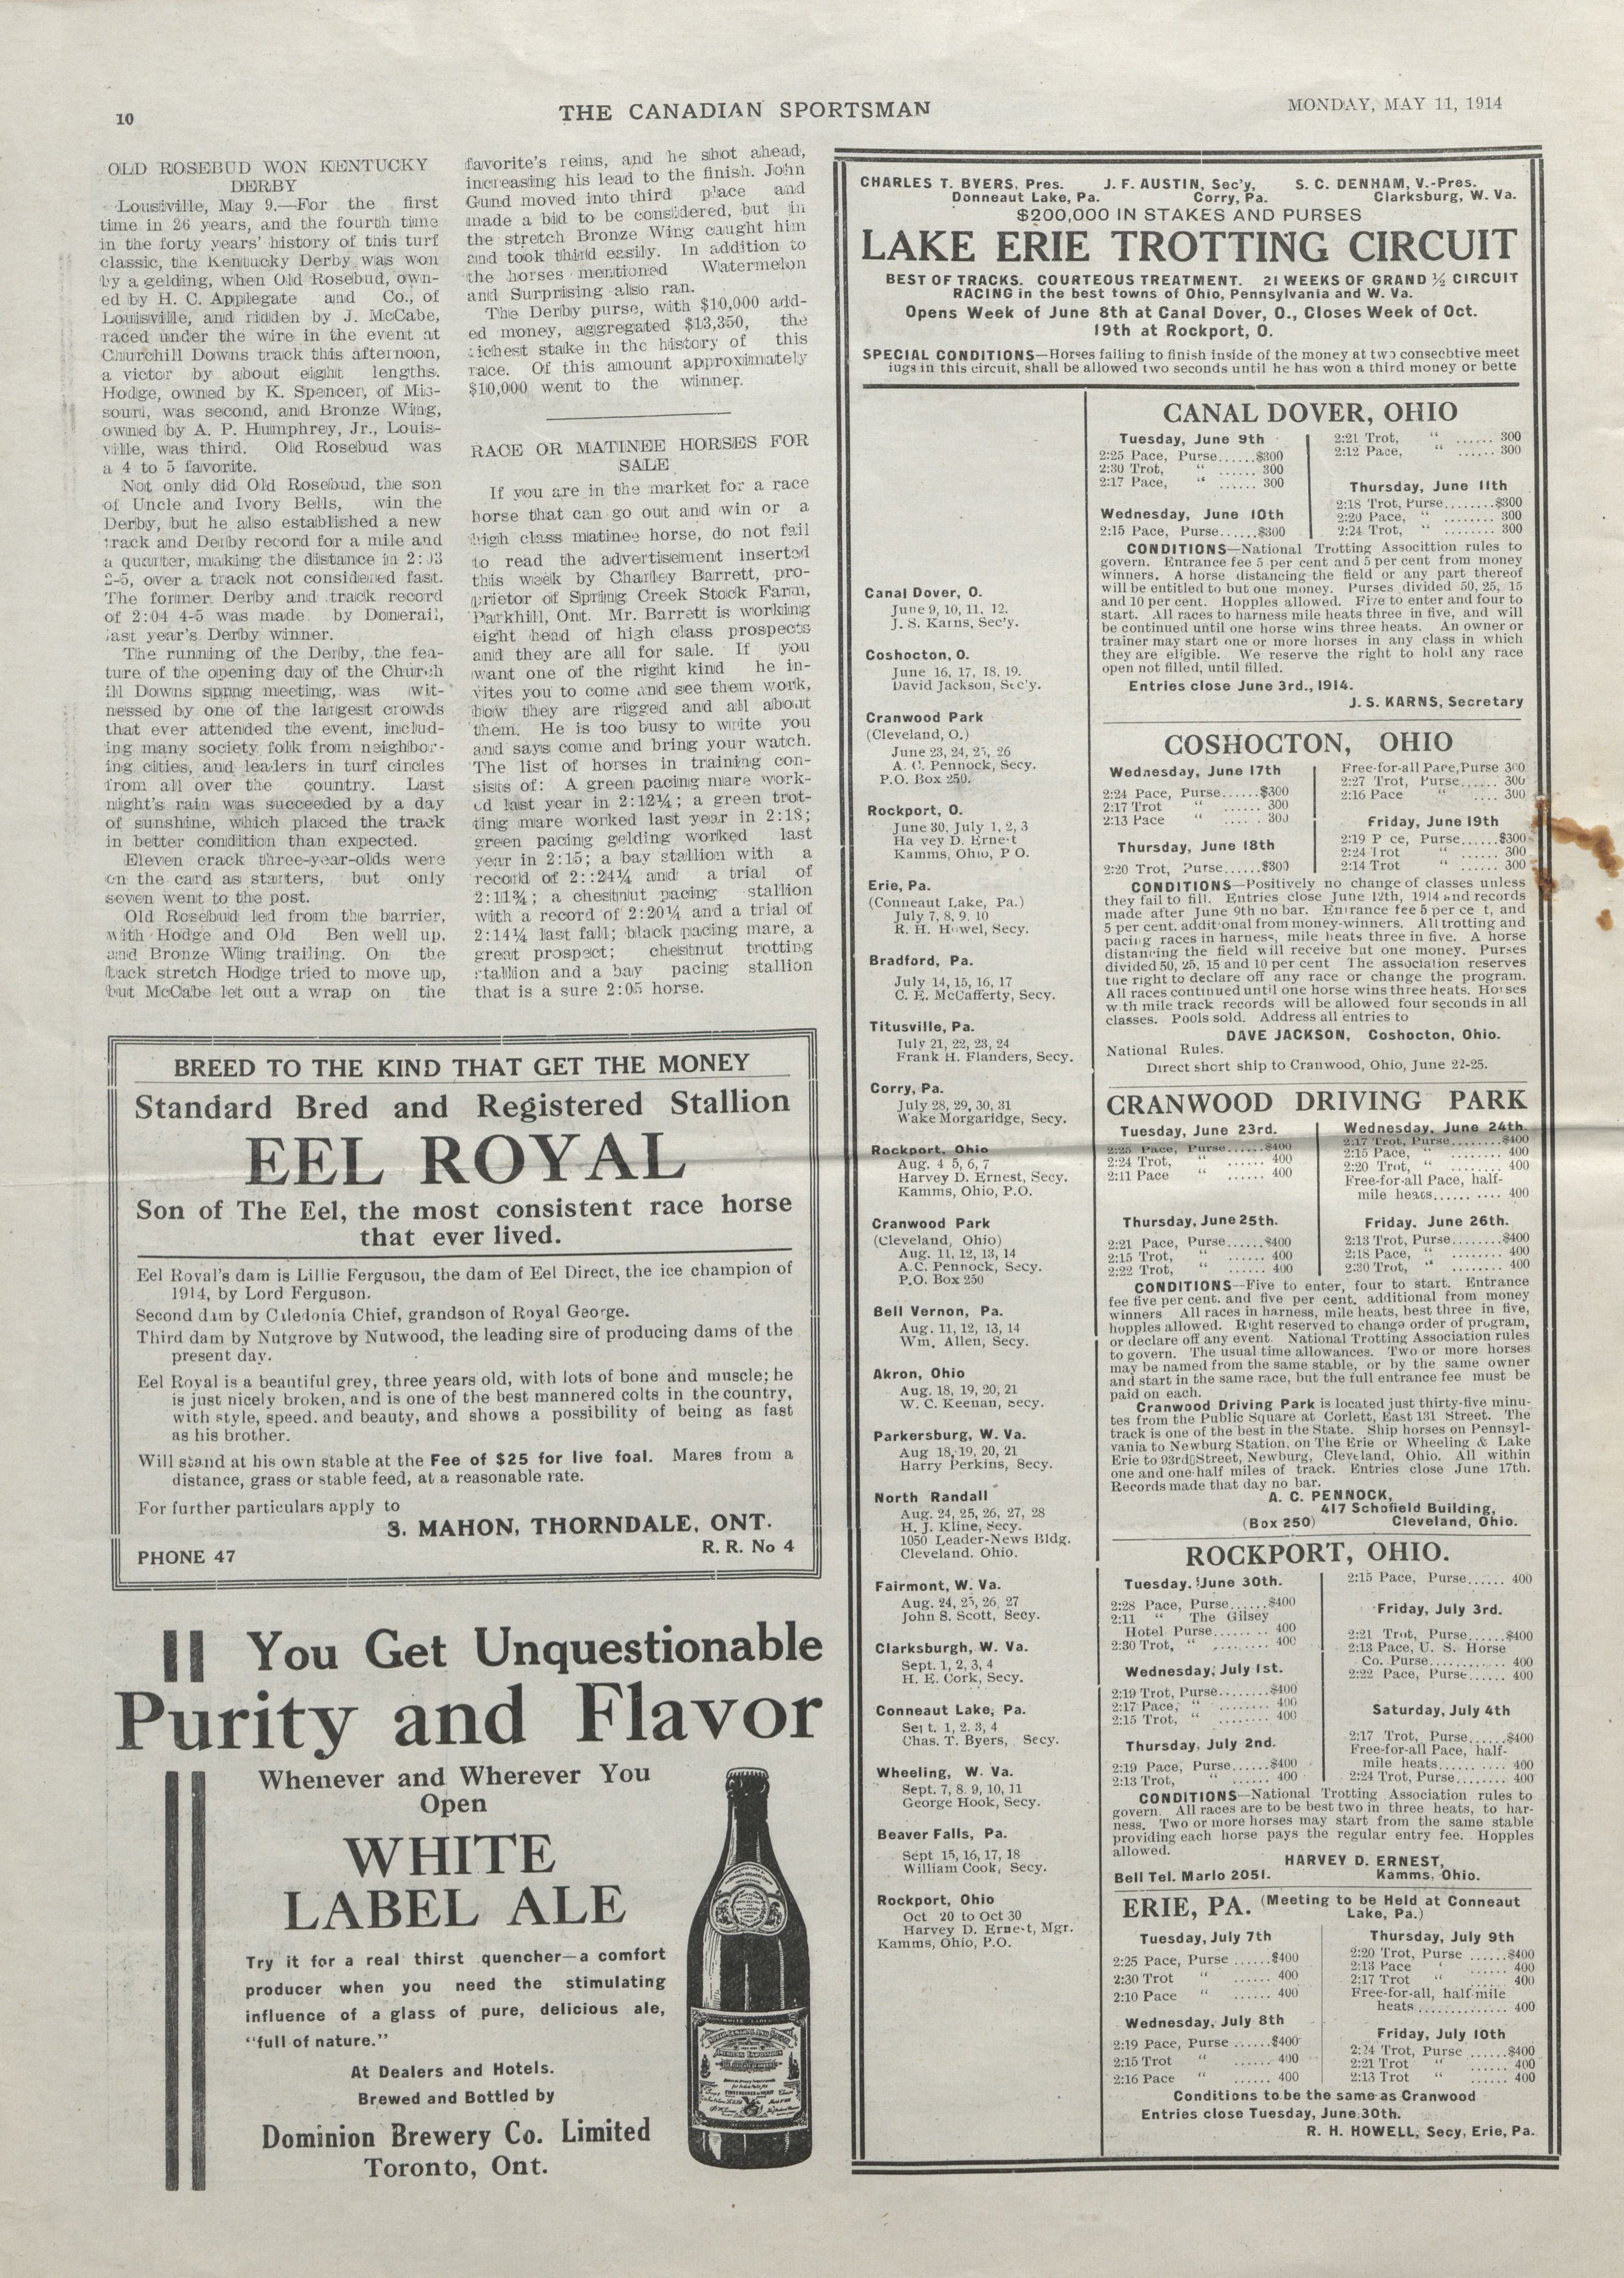 10
THE CANADIAN SPORTSMAN
MONDAY, MAY 11, 1914
OLD ROSEBUD WON KENTUCKY
DERBY
Lousiville, May 9.—For the first
time in 26 years, and the fourth time
in the forty years' history of this turf
classic, the Kentucky Derby was won
by a gelding, when Old Rosebud, own-
ed by H. C. Applegate and Co., of
Louisville, and ridden by J. McCabe,
raced under the wire in the event at
Churchill Downs track this afternoon,
a victor by about eight lengths.
Hodge, owned by K. Spencer, of Mis-
souri, was second, and Bronze Wing,
owned by A. P. Humphrey, Jr., Louis-
ville, was third. Old Rosebud was
a 4 to 5 favorite.
Not only did Old Rosebud, the son
of Uncle and Ivory Bells, win the
Derby, but he also established a new
track and Derby record for a mile and
a quarter, making the distance in 2:03
2-5, over a track not considered fast.
The former Derby and track record
of 2:04 4-5 was made by Domerail,
last year's Derby winner.
The running of the Derby, the fea-
ture of the opening day of the Church
ill Downs spring meeting, was wit-
nessed by one of the largest crowds
that ever attended the event, includ-
ing many society folk from neighbor-
ing cities, and leaders in turf circles
from all over the country. Last
night's rain was succeeded by a day
of sunshine, which placed the track
in better condition than expected.
Eleven crack three-year-olds were
on the card as starters, but only
seven went to the post.
Old Rosebud led from the barrier,
with Hodge and Old Ben well up,
and Bronze Wing trailing. On the
back stretch Hodge tried to move up,
but McCabe let out a wrap on the
favorite's reins, and he shot ahead,
increasing his lead to the finish. John
Gund moved into third place and
made a bid to be considered, but in
the stretch Bronze Wing caught him
and took third easily. In addition to
the horses mentioned Watermelon
and Surprising also ran.
The Derby purse, with $10,000 add-
ed money, aggregated $13,350, the
richest stake in the history of this
race. Of this amount approximately
$10,000 went to the winner.
RACE OR MATINEE HORSES FOR
SALE
If you are in the market for a race
horse that can go out and win or a
high class matinee horse, do not fail
to read the advertisement inserted
this week by Charley Barrett, pro-
prietor of Spring Creek Stock Farm,
Parkhill, Ont. Mr. Barrett is working
eight head of high class prospects
and they are all for sale. If you
want one of the right kind he in-
vites you to come and see them work,
how they are rigged and all about
them. He is too busy to write you
and says come and bring your watch.
The list of horses in training con-
sists of: A green pacing mare work-
ed last year in 2:12¼; a green trot-
ting mare worked last year in 2:18;
green pacing gelding worked last
year in 2:15; a bay stallion with a
record of 2::24¼ and a trial of
2:11¾; a chestnut pacing stallion
with a record of 2:20¼ and a trial of
2:14¼ last fall; black pacing mare, a
great prospect; chestnut trotting
stallion and a bay pacing stallion
that is a sure 2:05 horse.
BREED TO THE KIND THAT GET THE MONEY
Standard Bred and Registered Stallion
EEL ROYAL
Son of The Eel, the most consistent race horse
that ever lived.
Eel Royal's dam is Lillie Ferguson, the dam of Eel Direct, the ice champion of
1914, by Lord Ferguson.
Second dam by Caledonia Chief, grandson of Royal George.
Third dam by Nutgrove by Nutwood, the leading sire of producing dams of the
present day.
Eel Royal is a beautiful grey, three years old, with lots of bone and muscle; he
is just nicely broken, and is one of the best mannered colts in the country,
with style, speed. and beauty, and shows a possibility of being as fast
as his brother.
Will stand at his own stable at the Fee of $25 for live foal. Mares from a
distance, grass or stable feed, at a reasonable rate.
For further particulars apply to
S. MAHON, THORNDALE, ONT.
PHONE 47
R. R. No 4
You Get Unquestionable
Purity and Flavor
Whenever and Wherever You
Open
WHITE
LABEL ALE
Try it for a real thirst quencher—a comfort
producer when you need the stimulating
influence of a glass of pure, delicious ale,
"full of nature."
At Dealers and Hotels.
Brewed and Bottled by
Dominion Brewery Co. Limited
Toronto, Ont.
CHARLES T. BYERS, Pres. J. F. AUSTIN, Sec'y, S. C. DENHAM, V.-Pres.
Donneaut Lake, Pa. Corry, Pa. Clarksburg, W. Va.
$200,000 IN STAKES AND PURSES
LAKE ERIE TROTTING CIRCUIT
BEST OF TRACKS. COURTEOUS TREATMENT. 21 WEEKS OF GRAND ½ CIRCUIT
RACING in the best towns of Ohio, Pennsylvania and W. Va.
Opens Week of June 8th at Canal Dover, O., Closes Week of Oct.
19th at Rockport, O.
SPECIAL CONDITIONS—Horses failing to finish inside of the money at two consecbtive meet
iugs in this circuit, shall be allowed two seconds until he has won a third money or bette
Canal Dover, O.
June 9, 10, 11, 12.
J. S. Karns, Sec'y.
Coshocton, O.
June 16, 17, 18, 19.
David Jackson, Sec'y.
Cranwood Park
(Cleveland, O.)
June 23, 24, 25, 26
A. C. Pennock, Secy.
P.O. Box 250.
Rockport, O.
June 30, July 1, 2, 3
Ha vey D. Ernest
Kamms, Ohio, P O.
Erie, Pa.
(Conneaut Lake, Pa.)
July 7, 8, 9, 10
R. H. Howel, Secy.
Bradford, Pa.
July 14, 15, 16, 17
C. E. McCafferty, Secy.
Titusville, Pa.
July 21, 22, 23, 24
Frank H. Flanders, Secy.
Corry, Pa.
July 28, 29, 30, 31
Wake Morgaridge, Secy.
Rockport, Ohio
Aug. 4 5, 6, 7
Harvey D. Ernest, Secy.
Kamms, Ohio, P.O.
Cranwood Park
(Cleveland, Ohio)
Aug. 11, 12, 13, 14
A.C. Pennock, Secy.
P.O. Box 250
Bell Vernon, Pa.
Aug. 11, 12, 13, 14
Wm. Allen, Secy.
Akron, Ohio
Aug. 18, 19, 20, 21
W. C. Keenan, Secy.
Parkersburg, W. Va.
Aug 18, 19, 20, 21
Harry Perkins, Secy.
North Randall
Aug. 24, 25, 26, 27, 28
H. J. Kline, Secy.
1050 Leader-News Bldg.
Cleveland. Ohio.
Fairmont, W. Va.
Aug. 24, 25, 26, 27
John S. Scott, Secy.
Clarksburgh, W. Va.
Sept. 1, 2, 3, 4
H. E. Cork, Secy.
Conneaut Lake, Pa.
Sept. 1, 2. 3, 4
Chas. T. Byers, Secy.
Wheeling, W. Va.
Sept. 7, 8, 9, 10, 11
George Hook, Secy.
Beaver Falls, Pa.
Sept 15, 16, 17, 18
William Cook, Secy.
Rockport, Ohio
Oct 20 to Oct 30
Harvey D. Ernest, Mgr.
Kamms, Ohio, P.O.
CANAL DOVER, OHIO
Tuesday, June 9th
2:25 Pace, Purse......$300
2:30 Trot, " ...... 300
2:17 Pace, " ...... 300
Wednesday, June 10th
2:15 Pace, Purse.....$300
2:21 Trot, " ...... 300
2:12 Pace, " ...... 300
Thursday, June 11th
2:18 Trot, Purse........$300
2:20 Pace, " ........ 300
2:24 Trot, " ........ 300
CONDITIONS—National Trotting Associttion rules to
govern. Entrance fee 5 per cent and 5 per cent from money
winners. A horse distancing the field or any part thereof
will be entitled to but one money. Purses divided 50, 25, 15
and 10 per cent. Hopples allowed. Five to enter and four to
start. All races to harness mile heats three in five, and will
be continued until one horse wins three heats. An owner or
trainer may start one or more horses in any class in which
they are eligible. We reserve the right to hold any race
open not filled, until filled.
Entries close June 3rd., 1914.
J. S. KARNS, Secretary
COSHOCTON, OHIO
Wednesday, June 17th
2:24 Pace, Purse......$300
2:17 Trot " ...... 300
2:13 Pace " ...... 300
Thursday, June 18th
2:20 Trot, Purse......$300
Free-for-all Pace, Purse 300
2:27 Trot, Purse...... 300
2:16 Pace " .... 300
Friday, June 19th
2:19 P ce, Purse......$300
2:24 Trot " ...... 300
2:14 Trot " ...... 300
CONDITIONS—Positively no change of classes unless
they fail to fill. Entries close June 12th, 1914 and records
made after June 9th no bar. Entrance fee 5 per ce t, and
5 per cent. additional from money-winners. All trotting and
pacing races in harness, mile heats three in five. A horse
distancing the field will receive but one money. Purses
divided 50, 25, 15 and 10 per cent The association reserves
the right to declare off any race or change the program.
All races continued until one horse wins three heats. Horses
with mile track records will be allowed four seconds in all
classes. Pools sold. Address all entries to
DAVE JACKSON, Coshocton, Ohio.
National Rules.
Direct short ship to Cranwood, Ohio, June 22-25.
CRANWOOD DRIVING PARK
Tuesday, June 23rd.
2:25 Pace, Purse......$400
2:24 Trot, " ...... 400
2:11 Pace " ...... 400
Wednesday, June 24th.
2:17 Trot, Purse........$400
2:15 Pace, " ........ 400
2:20 Trot, " ........ 400
Free-for-all Pace, half-
mile heats...... .... 400
Thursday, June 25th.
2:21 Pace, Purse......$400
2:15 Trot, " ...... 400
2:22 Trot, " ...... 400
Friday, June 26th.
2:13 Trot, Purse........$400
2:18 Pace, " ........ 400
2:30 Trot, " ........ 400
CONDITIONS—Five to enter, four to start. Entrance
fee five per cent. and five per cent. additional from money
winners All races in harness, mile heats, best three in five,
hopples allowed. Right reserved to change order of program,
or declare off any event. National Trotting Association rules
to govern. The usual time allowances. Two or more horses
may be named from the same stable, or by the same owner
and start in the same race, but the full entrance fee must be
paid on each.
Cranwood Driving Park is located just thirty-five minu-
tes from the Public Square at Corlett, East 131 Street. The
track is one of the best in the State. Ship horses on Pennsyl-
vania to Newburg Station, on The Erie or Wheeling & Lake
Erie to 93rd Street, Newburg, Cleveland, Ohio. All within
one and one-half miles of track. Entries close June 17th.
Records made that day no bar.
A. C. PENNOCK,
417 Schofield Building,
(Box 250) Cleveland, Ohio.
ROCKPORT, OHIO.
Tuesday, June 30th.
2:28 Pace, Purse......$400
2:11 " The Gilsey
Hotel Purse........ 400
2:30 Trot, " ......... 400
Wednesday, July 1st.
2:19 Trot, Purse........$400
2:17 Pace, " ........ 400
2:15 Trot, " ........ 400
Thursday, July 2nd.
2:19 Pace, Purse......$400
2:13 Trot, " ...... 400
2:15 Pace, Purse...... 400
Friday, July 3rd.
2:21 Trot, Purse......$400
2:13 Pace, U. S. Horse
Co. Purse............ 400
2:22 Pace, Purse...... 400
Saturday, July 4th
2:17 Trot, Purse......$400
Free-for-all Pace, half-
mile heats...... .... 400
2:24 Trot, Purse........ 400
CONDITIONS—National Trotting Association rules to
govern. All races are to be best two in three heats, to har-
ness. Two or more horses may start from the same stable
providing each horse pays the regular entry fee. Hopples
allowed.
HARVEY D. ERNEST,
Bell Tel. Marlo 2051. Kamms, Ohio.
ERIE, PA. (Meeting to be Held at Conneaut
Lake, Pa.)
Tuesday, July 7th
2:25 Pace, Purse ......$400
2:30 Trot " ...... 400
2:10 Pace " ...... 400
Wednesday, July 8th
2:19 Pace, Purse ......$400
2:15 Trot " ...... 400
2:16 Pace " ...... 400
Thursday, July 9th
2:20 Trot, Purse ......$400
2:13 Pace ' ...... 400
2:17 Trot " ...... 400
Free-for-all, half-mile
heats ............. 400
Friday, July 10th
2:24 Trot, Purse ......$400
2:21 Trot " ...... 400
2:13 Trot " ...... 400
Conditions to be the same as Cranwood
Entries close Tuesday, June 30th.
R. H. HOWELL, Secy, Erie, Pa.